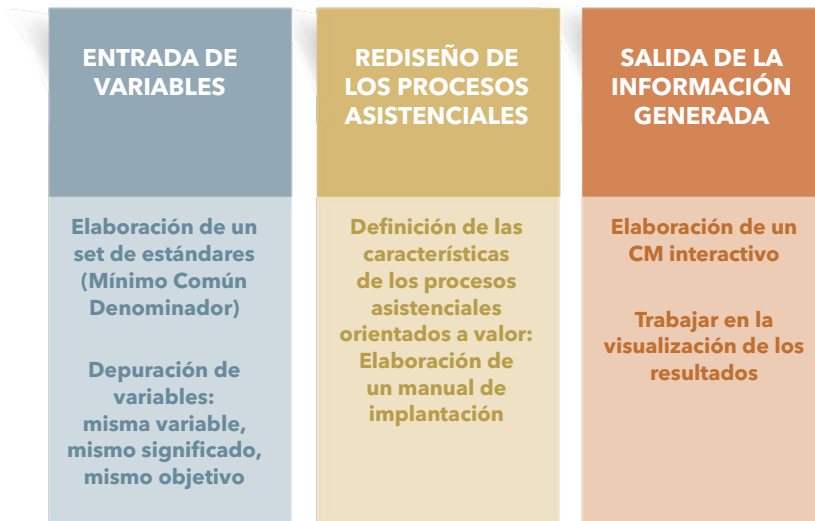 ENTRADA DE
VARIABLES
Elaboración de un
set de estándares
(Mínimo Común
Denominador)
Depuración de
variables:
misma variable,
mismo significado,
mismo objetivo
REDISEÑO DE
LOS PROCESOS
ASISTENCIALES
Definición de las
características
de los procesos
asistenciales
orientados a valor:
Elaboración de
un manual de
implantación
SALIDA DE LA
INFORMACIÓN
GENERADA
Elaboración de un
CM interactivo
Trabajar en la
visualización de los
resultados